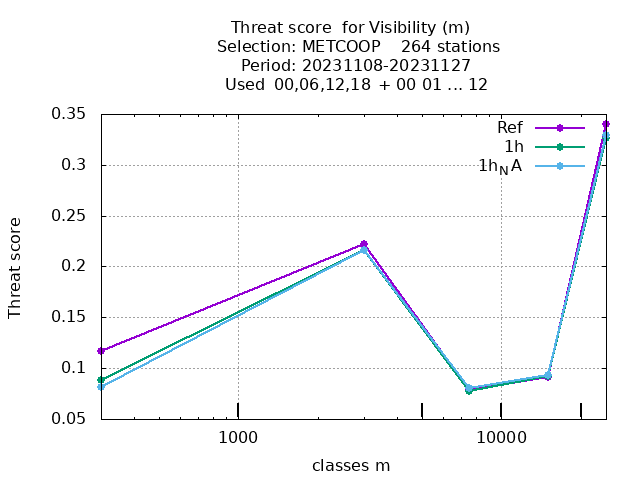 Threat score  for Visibility (m)
Selection: METCOOP    264 stations
Period: 20231108-20231127
Used  00,06,12,18 + 00 01 ... 12
0.35
0.3
0.25
0.2
0.15
0.1
0.05
Threat score
Ref
1h
1h_NA
1000
10000
classes m